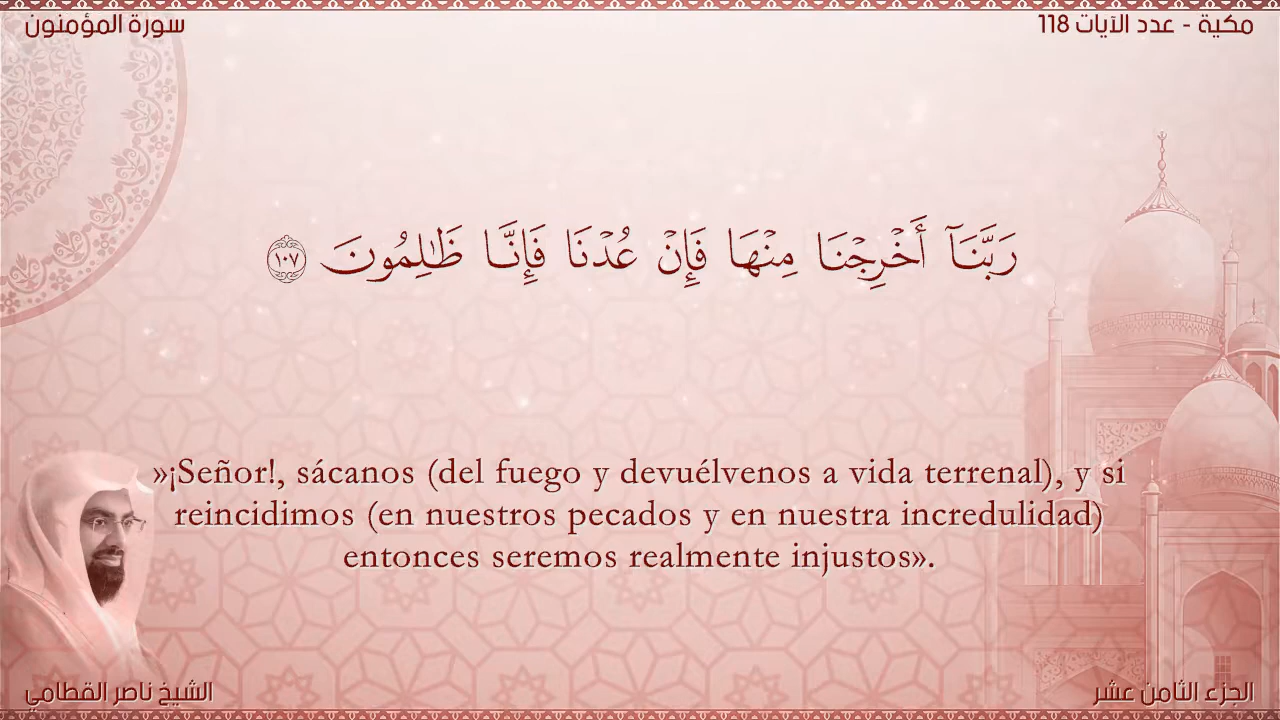 سورة المؤمنون
مكية - عدد الآيات 118
رَبَّنَآ أَخْرِجْنَا مِنْهَا فَإِنْ عُدْنَا فَإِنَّا ظَٰلِمُونَ ١٠٧
»¡Señor!, sácanos (del fuego y devuélvenos a vida terrenal), y si
reincidimos (en nuestros pecados y en nuestra incredulidad)
entonces seremos realmente injustos».
الشيخ ناصر القطامي
الجزء الثامن عشر